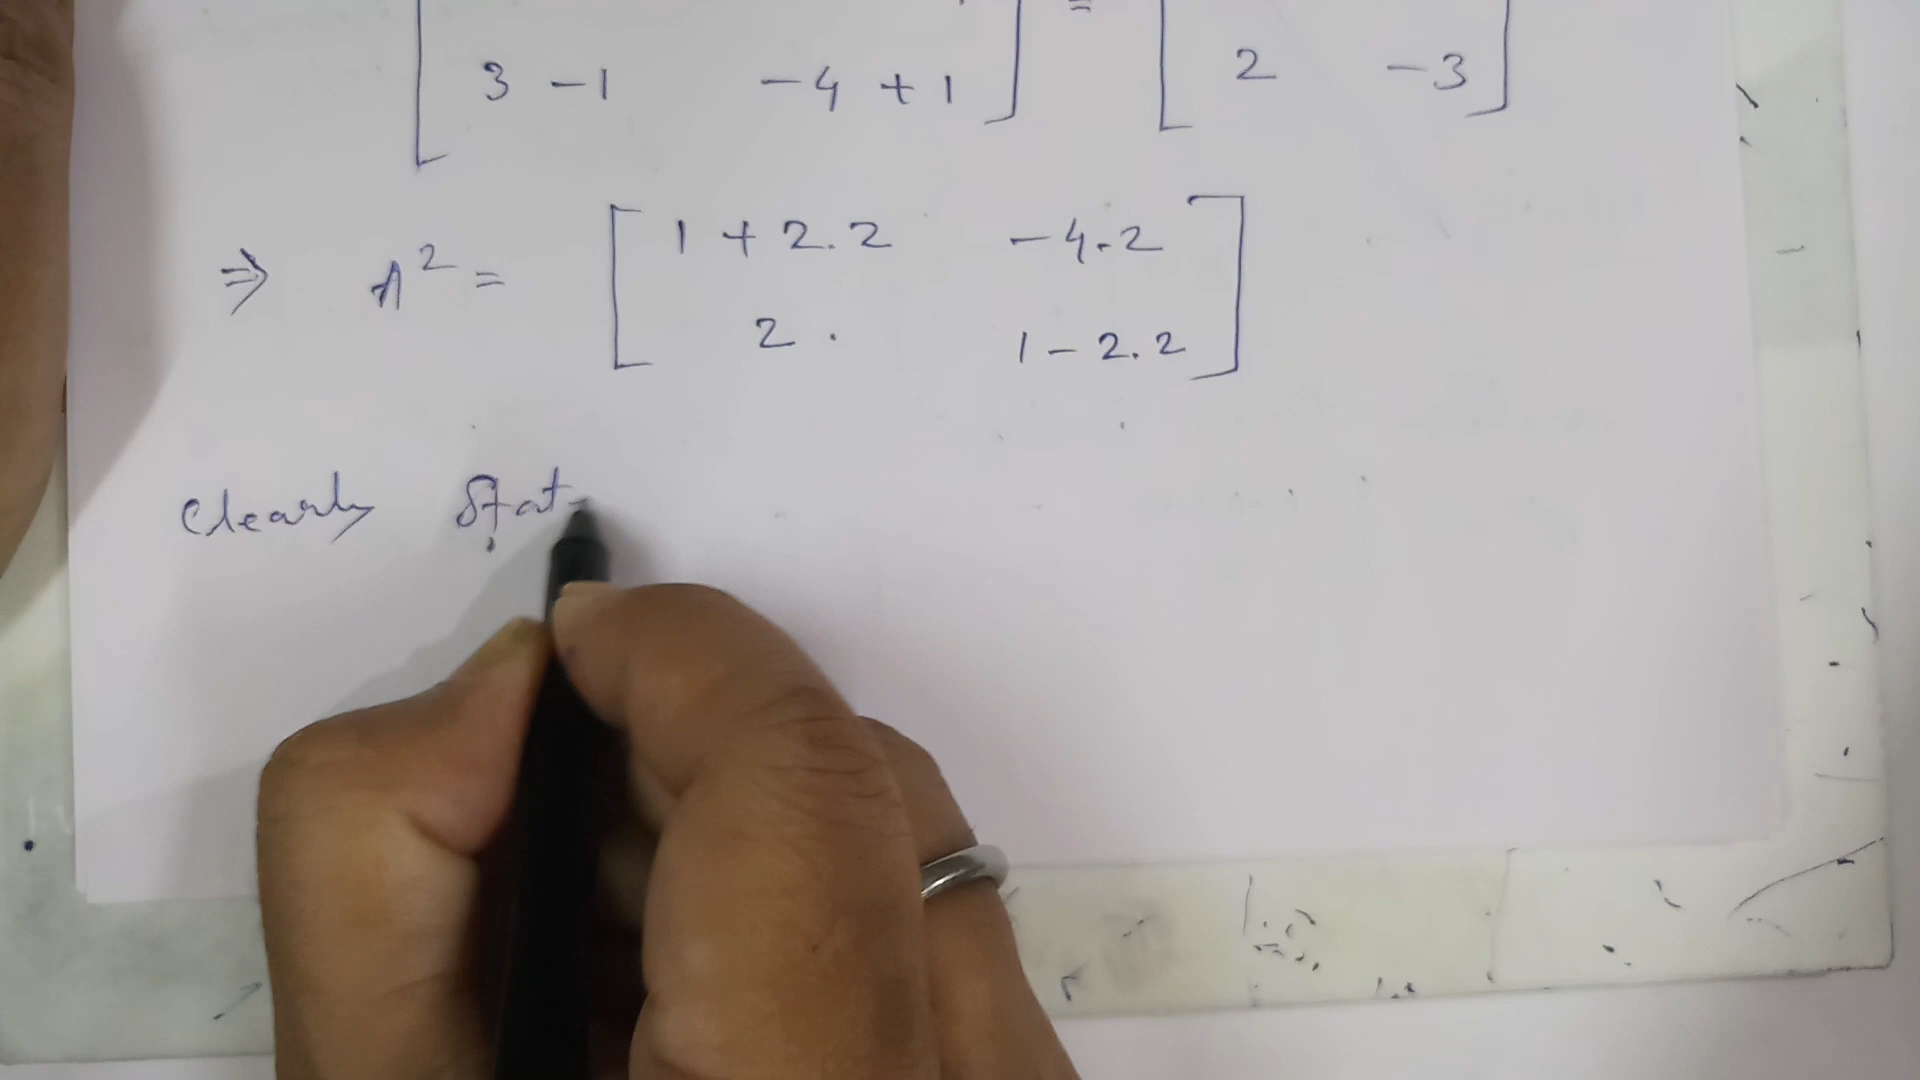 3 - 1 - 4 + 1 = 2 - 3
⇒ A² = 1 + 2.2 - 4.2
2 . 1 - 2.2
Clearly Stat